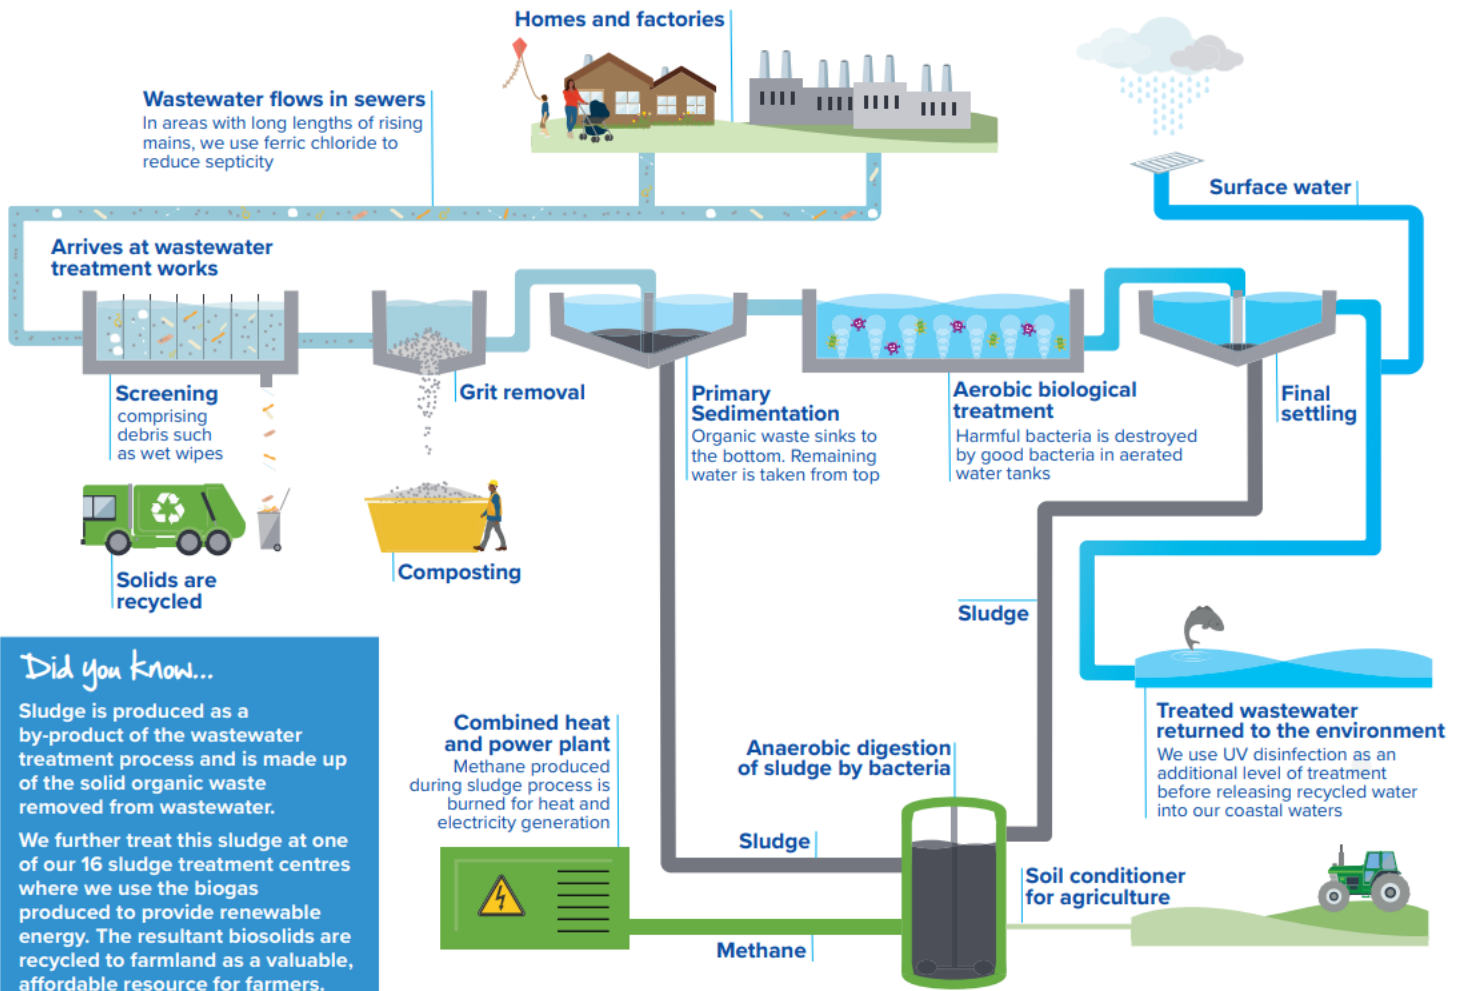 Homes and factories
Wastewater flows in sewers
In areas with long lengths of rising
mains, we use ferric chloride to
reduce septicity
Surface water
Arrives at wastewater
treatment works
Screening
comprising
debris such
as wet wipes
Grit removal
Primary
Sedimentation
Organic waste sinks to
the bottom. Remaining
water is taken from top
Aerobic biological
treatment
Harmful bacteria is destroyed
by good bacteria in aerated
water tanks
Final
settling
Solids are
recycled
Composting
Sludge
Did you know...
Sludge is produced as a
by-product of the wastewater
treatment process and is made up
of the solid organic waste
removed from wastewater.
We further treat this sludge at one
of our 16 sludge treatment centres
where we use the biogas
produced to provide renewable
energy. The resultant biosolids are
recycled to farmland as a valuable,
affordable resource for farmers.
Combined heat
and power plant
Methane produced
during sludge process is
burned for heat and
electricity generation
Anaerobic digestion
of sludge by bacteria
Treated wastewater
returned to the environment
We use UV disinfection as an
additional level of treatment
before releasing recycled water
into our coastal waters
Sludge
Soil conditioner
for agriculture
Methane